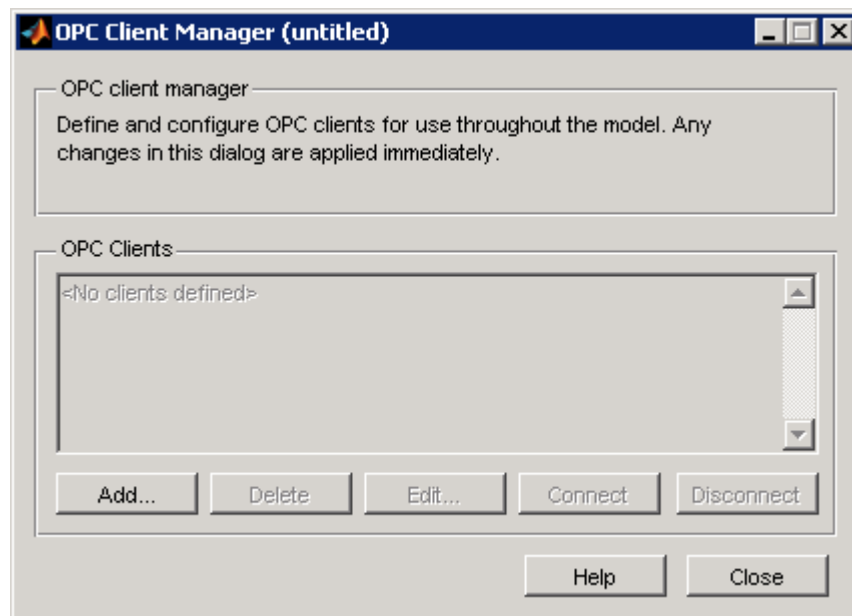 OPC Client Manager (untitled)
OPC client manager
Define and configure OPC clients for use throughout the model. Any
changes in this dialog are applied immediately.
OPC Clients
<No clients defined>
Add... Delete Edit... Connect Disconnect
Help Close